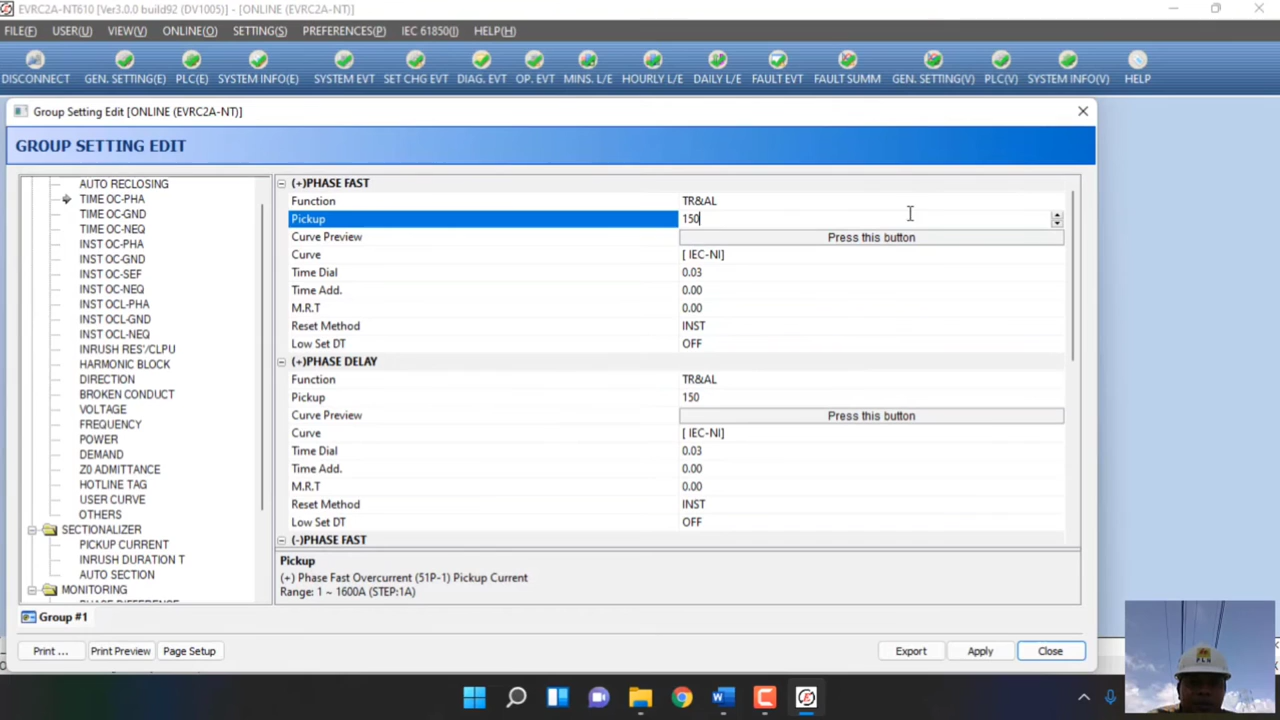 EVRC2A-NT610 [Ver3.0.0 build92 (DV1005)] - [ONLINE (EVRC2A-NT)]
FILE(F) USER(U) VIEW(V) ONLINE(O) SETTING(S) PREFERENCES(P) IEC 61850(I) HELP(H)
DISCONNECT GEN. SETTING(E) PLC(E) SYSTEM INFO(E) SYSTEM EVT SET CHG EVT DIAG. EVT OP. EVT MINS. L/E HOURLY L/E DAILY L/E FAULT EVT FAULT SUMM GEN. SETTING(V) PLC(V) SYSTEM INFO(V) HELP
Group Setting Edit [ONLINE (EVRC2A-NT)]
GROUP SETTING EDIT
AUTO RECLOSING
TIME OC-PHA
TIME OC-GND
TIME OC-NEQ
INST OC-PHA
INST OC-GND
INST OC-SEF
INST OC-NEQ
INST OCL-PHA
INST OCL-GND
INST OCL-NEQ
INRUSH RES'/CLPU
HARMONIC BLOCK
DIRECTION
BROKEN CONDUCT
VOLTAGE
FREQUENCY
POWER
DEMAND
Z0 ADMITTANCE
HOTLINE TAG
USER CURVE
OTHERS
SECTIONALIZER
PICKUP CURRENT
INRUSH DURATION T
AUTO SECTION
MONITORING
(+)PHASE FAST
Function TR&AL
Pickup 150
Curve Preview Press this button
Curve [ IEC-NI]
Time Dial 0.03
Time Add. 0.00
M.R.T 0.00
Reset Method INST
Low Set DT OFF
(+)PHASE DELAY
Function TR&AL
Pickup 150
Curve Preview Press this button
Curve [ IEC-NI]
Time Dial 0.03
Time Add. 0.00
M.R.T 0.00
Reset Method INST
Low Set DT OFF
(-)PHASE FAST
Pickup
(+) Phase Fast Overcurrent (51P-1) Pickup Current
Range: 1 ~ 1600A (STEP:1A)
Group #1
Print ... Print Preview Page Setup Export Apply Close
PLN